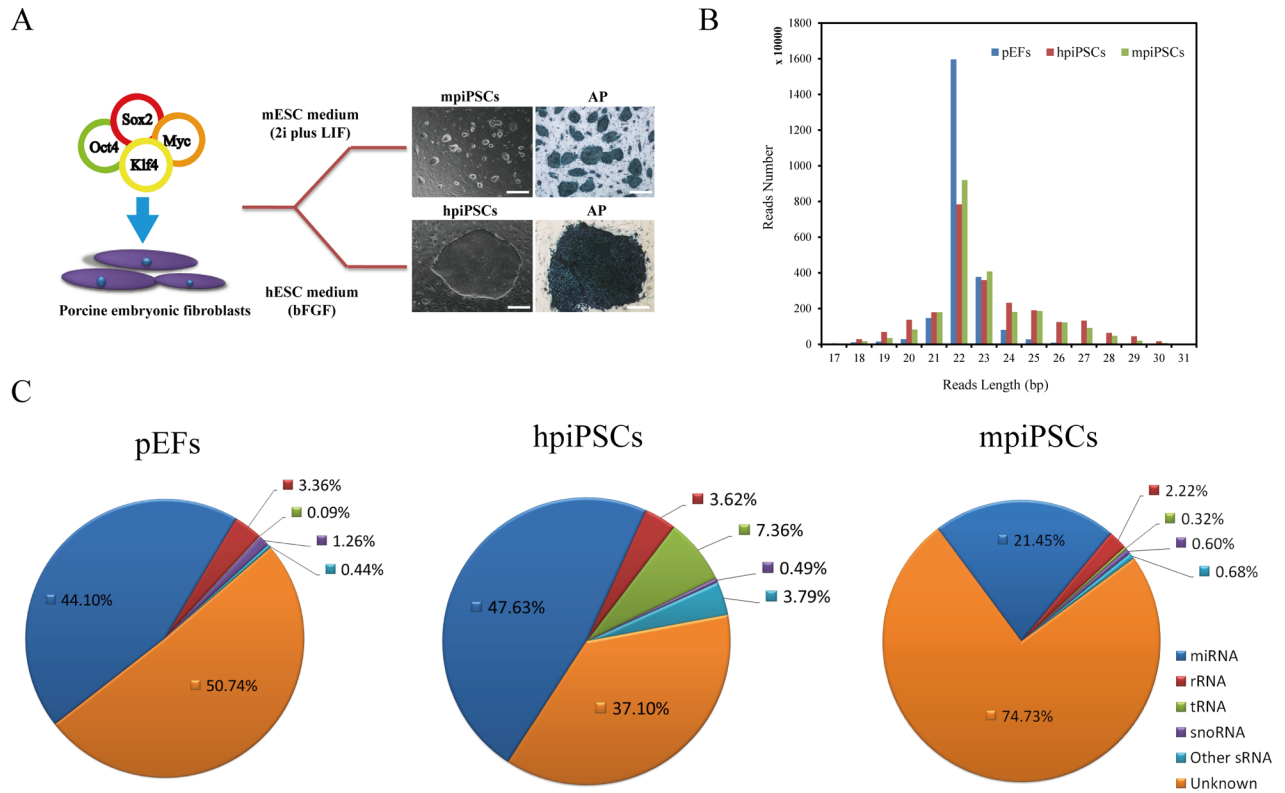 A
Sox2
Oct4
Myc
Klf4
Porcine embryonic fibroblasts
mESC medium
(2i plus LIF)
hESC medium
(bFGF)
mpiPSCs
AP
hpiPSCs
AP
B
x 10000
1800
1600
1400
1200
1000
800
600
400
200
0
Reads Number
pEFs hpiPSCs mpiPSCs
17 18 19 20 21 22 23 24 25 26 27 28 29 30 31
Reads Length (bp)
C
pEFs
3.36%
0.09%
1.26%
0.44%
44.10%
50.74%
hpiPSCs
3.62%
7.36%
0.49%
3.79%
47.63%
37.10%
mpiPSCs
2.22%
0.32%
0.60%
0.68%
21.45%
74.73%
miRNA
rRNA
tRNA
snoRNA
Other sRNA
Unknown